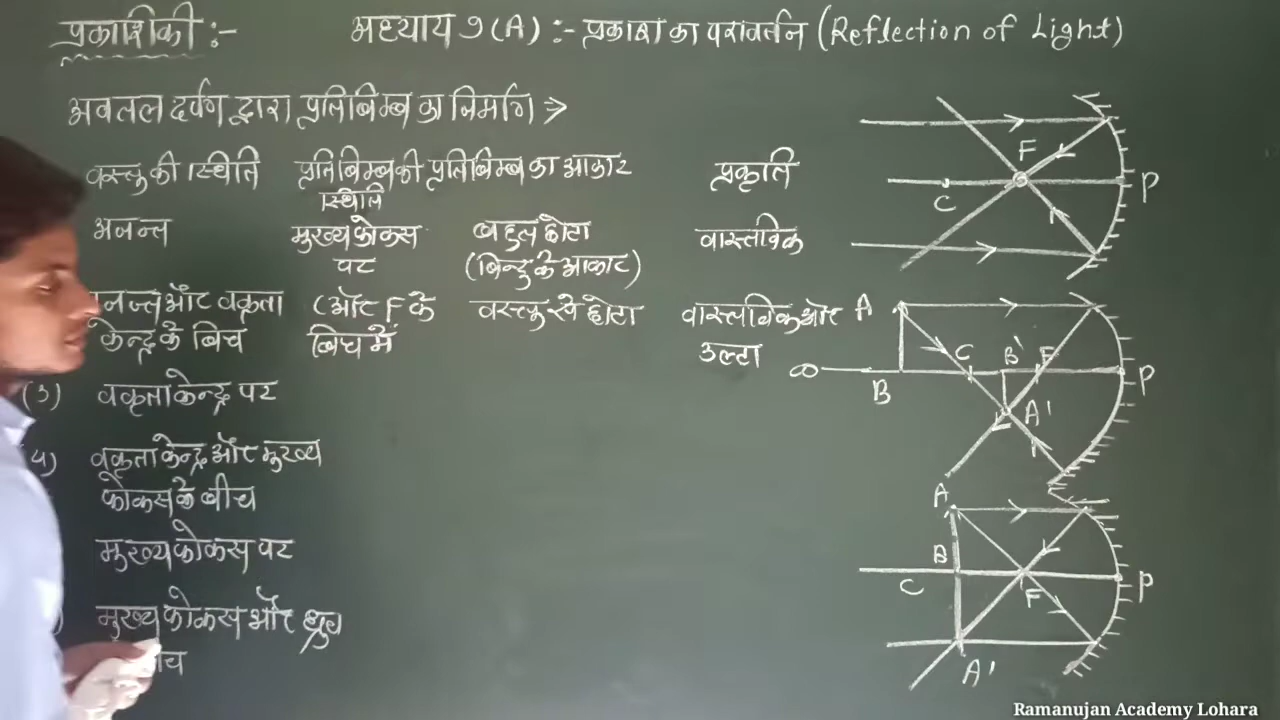 प्रकाशिकी :-
अध्याय 7 (A) :- प्रकाश का परावर्तन (Reflection of Light)
अवतल दर्पण द्वारा प्रतिबिम्ब का निर्माण →
वस्तु की स्थिति प्रतिबिम्ब की स्थिति प्रतिबिम्ब का आकार प्रकृति
अनन्त मुख्य फोकस पर बहुत छोटा (बिन्दु के आकार) वास्तविक
अनन्त और वक्रता केन्द्र के बिच C और F के बिच में वस्तु से छोटा वास्तविक और उल्टा
(3) वक्रता केन्द्र पर
(4) वक्रता केन्द्र और मुख्य
फोकस के बीच
मुख्य फोकस पर
मुख्य फोकस और ध्रुव
F
C
P
A
C
B'
F
P
∞
B
A'
A
B
C
F
P
A'
Ramanujan Academy Lohara